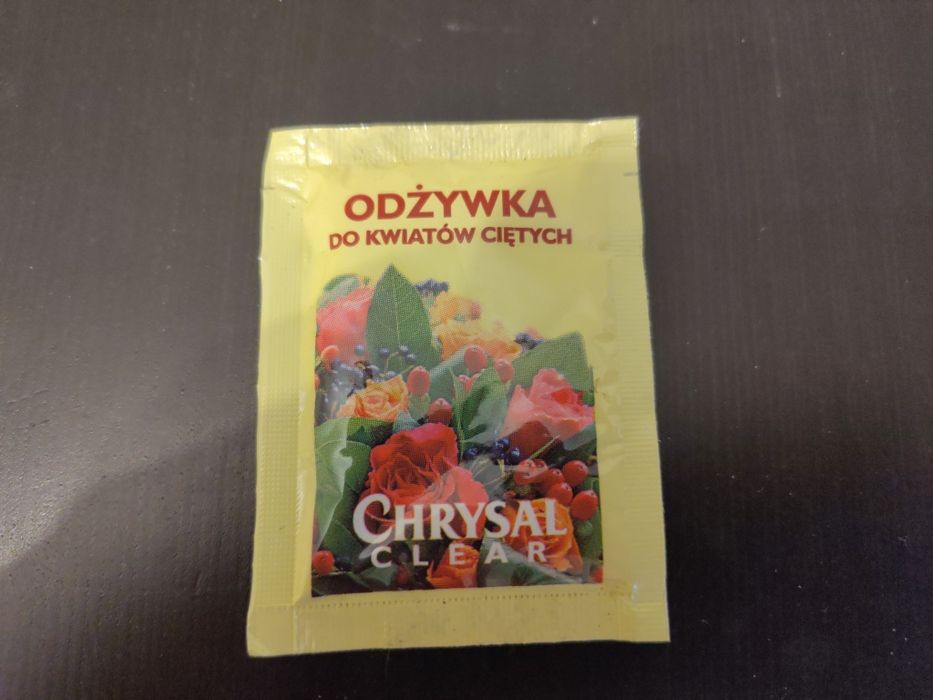 ODŻYWKA
DO KWIATÓW CIĘTYCH
CHRYSAL
CLEAR